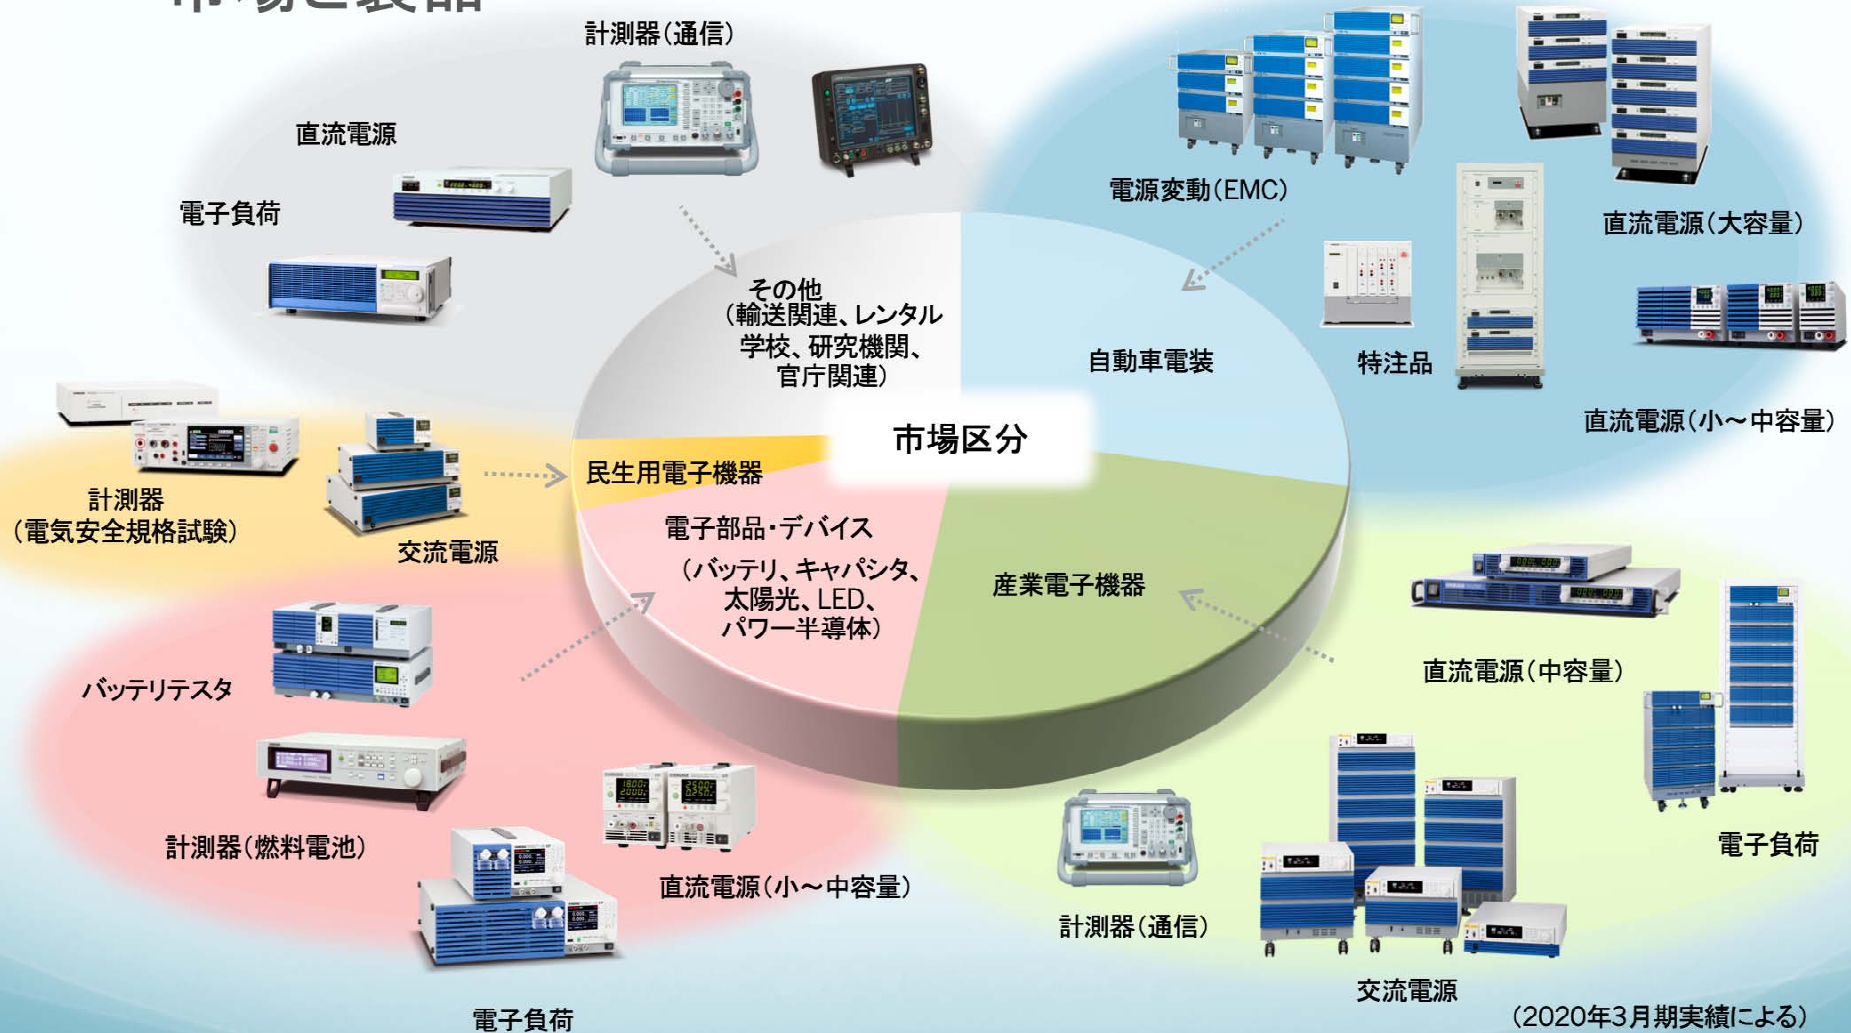 市場と製品
計測器（通信）
直流電源
電子負荷
電源変動（EMC）
直流電源（大容量）
特注品
直流電源（小～中容量）
その他
（輸送関連、レンタル
学校、研究機関、
官庁関連）
自動車電装
市場区分
民生用電子機器
計測器
（電気安全規格試験）
交流電源
電子部品・デバイス
（バッテリ、キャパシタ、
太陽光、LED、
パワー半導体）
産業電子機器
バッテリテスタ
計測器（燃料電池）
直流電源（小～中容量）
電子負荷
直流電源（中容量）
電子負荷
計測器（通信）
交流電源
（2020年3月期実績による）